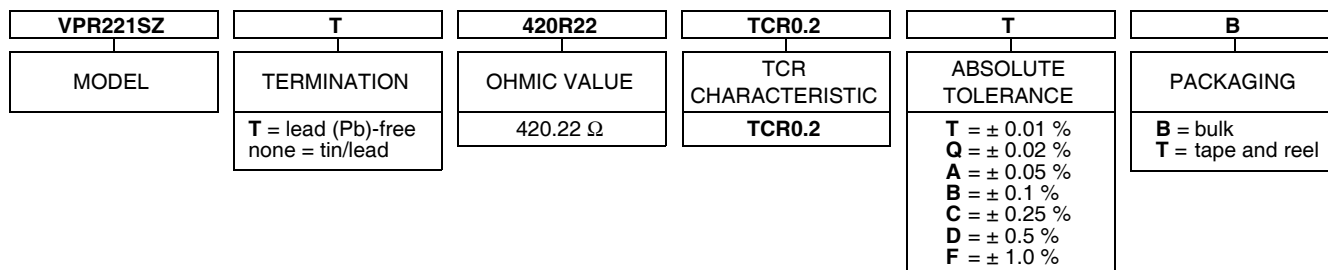 VPR221SZ
T
420R22
TCR0.2
T
B
MODEL
TERMINATION
OHMIC VALUE
TCR
CHARACTERISTIC
ABSOLUTE
TOLERANCE
PACKAGING
T = lead (Pb)-free
none = tin/lead
420.22 Ω
TCR0.2
T = ± 0.01 %
Q = ± 0.02 %
A = ± 0.05 %
B = ± 0.1 %
C = ± 0.25 %
D = ± 0.5 %
F = ± 1.0 %
B = bulk
T = tape and reel